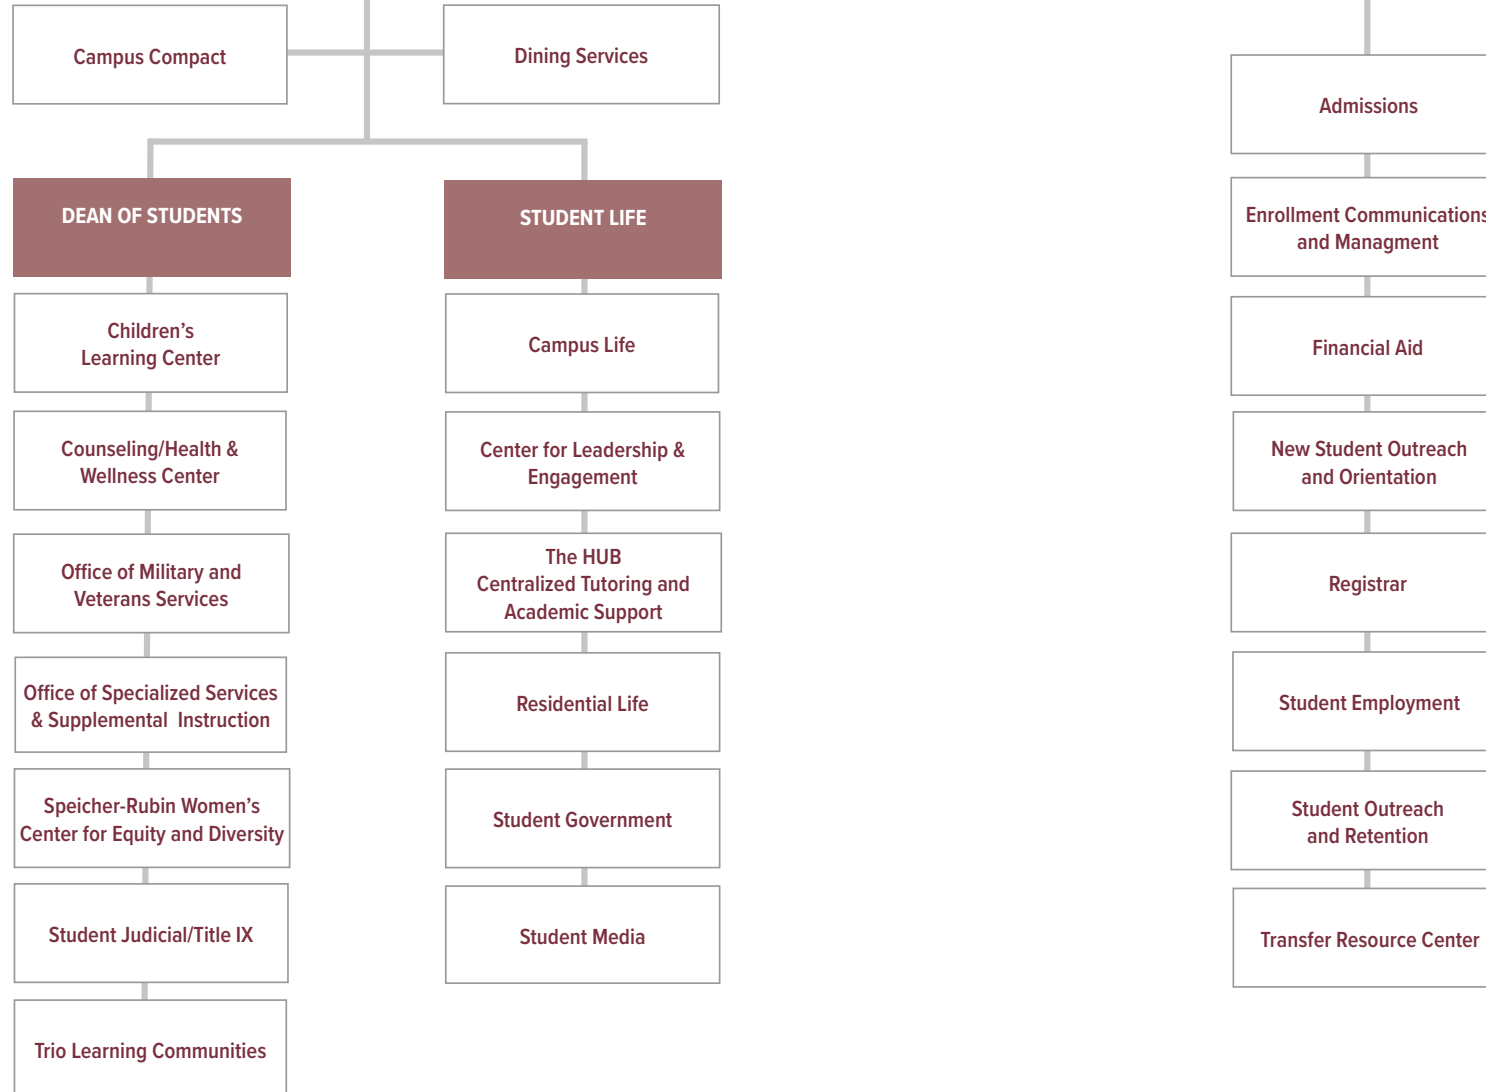 Campus Compact
Dining Services
DEAN OF STUDENTS
Children’s
Learning Center
Counseling/Health &
Wellness Center
Office of Military and
Veterans Services
Office of Specialized Services
& Supplemental Instruction
Speicher-Rubin Women’s
Center for Equity and Diversity
Student Judicial/Title IX
Trio Learning Communities
STUDENT LIFE
Campus Life
Center for Leadership &
Engagement
The HUB
Centralized Tutoring and
Academic Support
Residential Life
Student Government
Student Media
Admissions
Enrollment Communications
and Managment
Financial Aid
New Student Outreach
and Orientation
Registrar
Student Employment
Student Outreach
and Retention
Transfer Resource Center